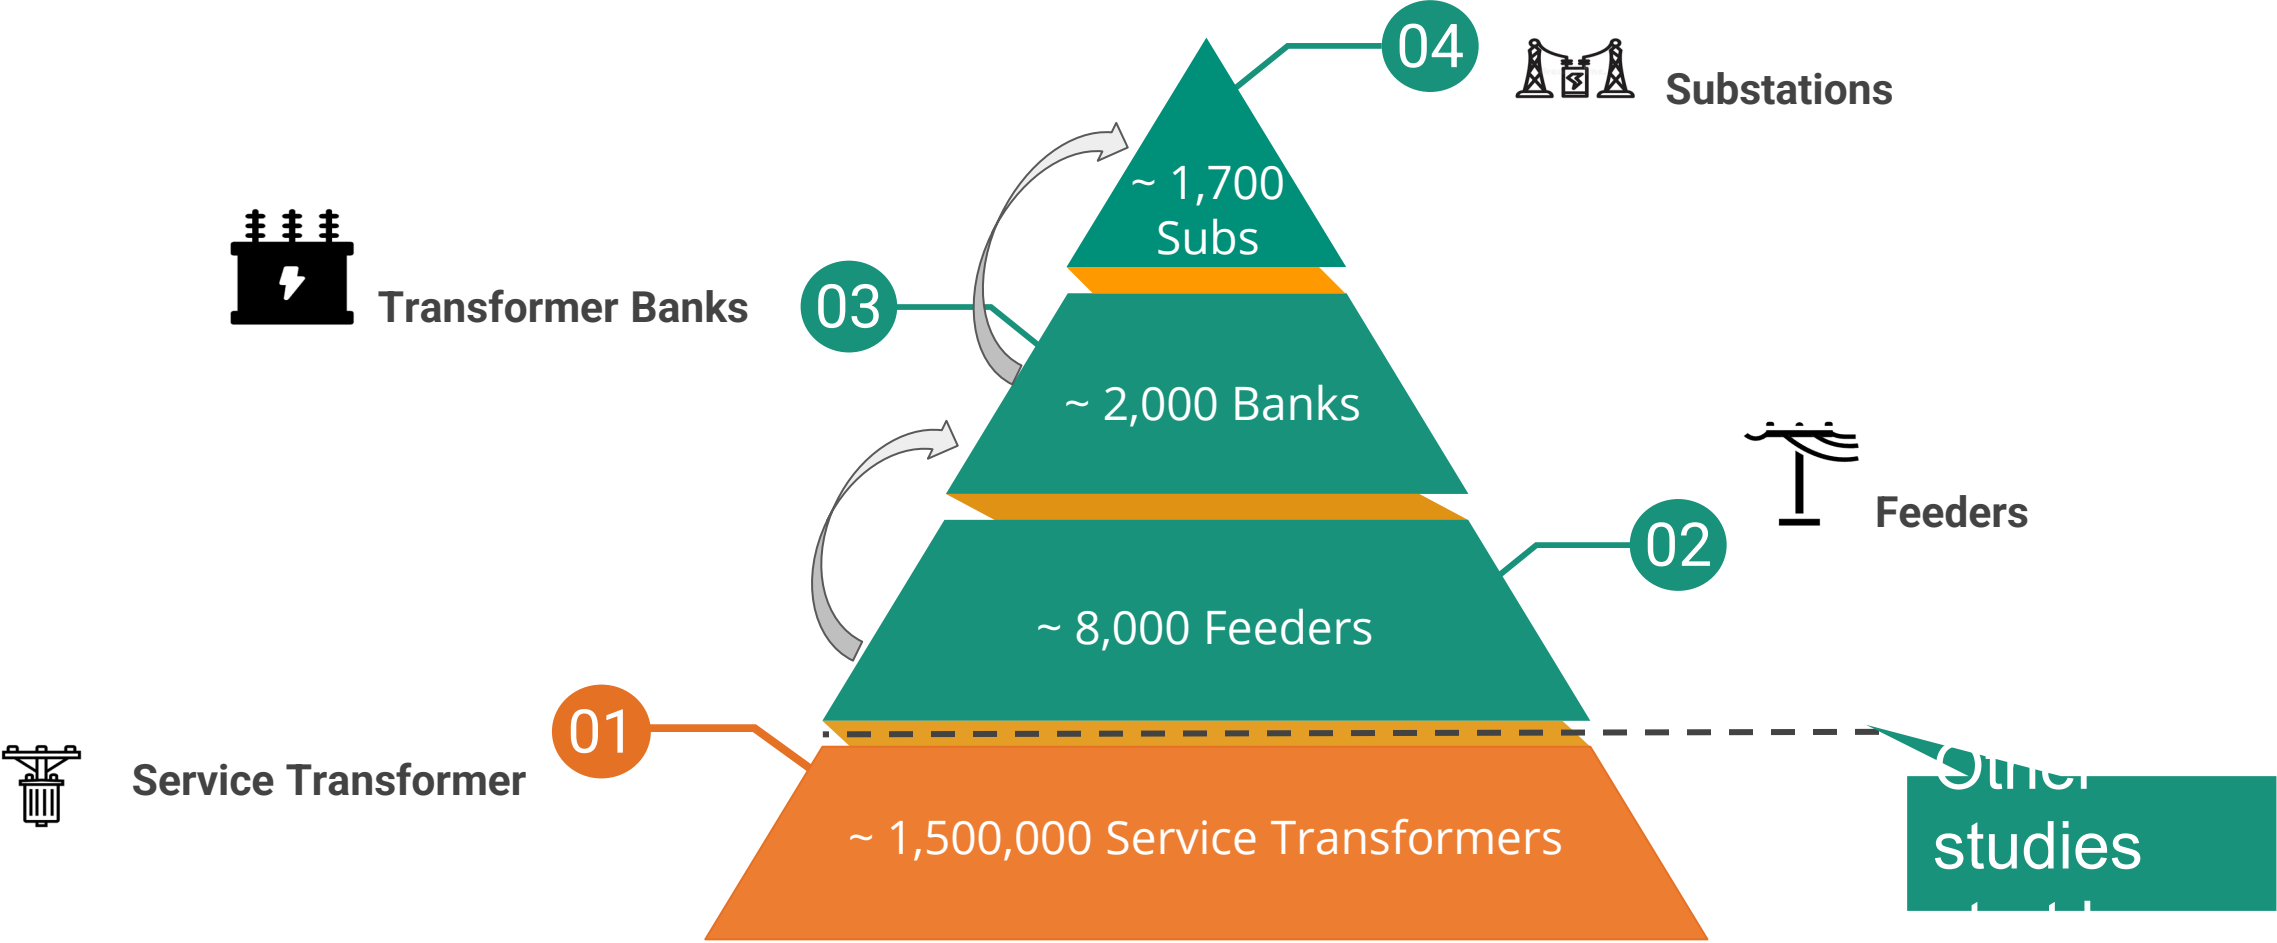 04
Substations
~ 1,700
Subs
Transformer Banks
03
~ 2,000 Banks
Feeders
02
~ 8,000 Feeders
01
Service Transformer
~ 1,500,000 Service Transformers
Other
studies